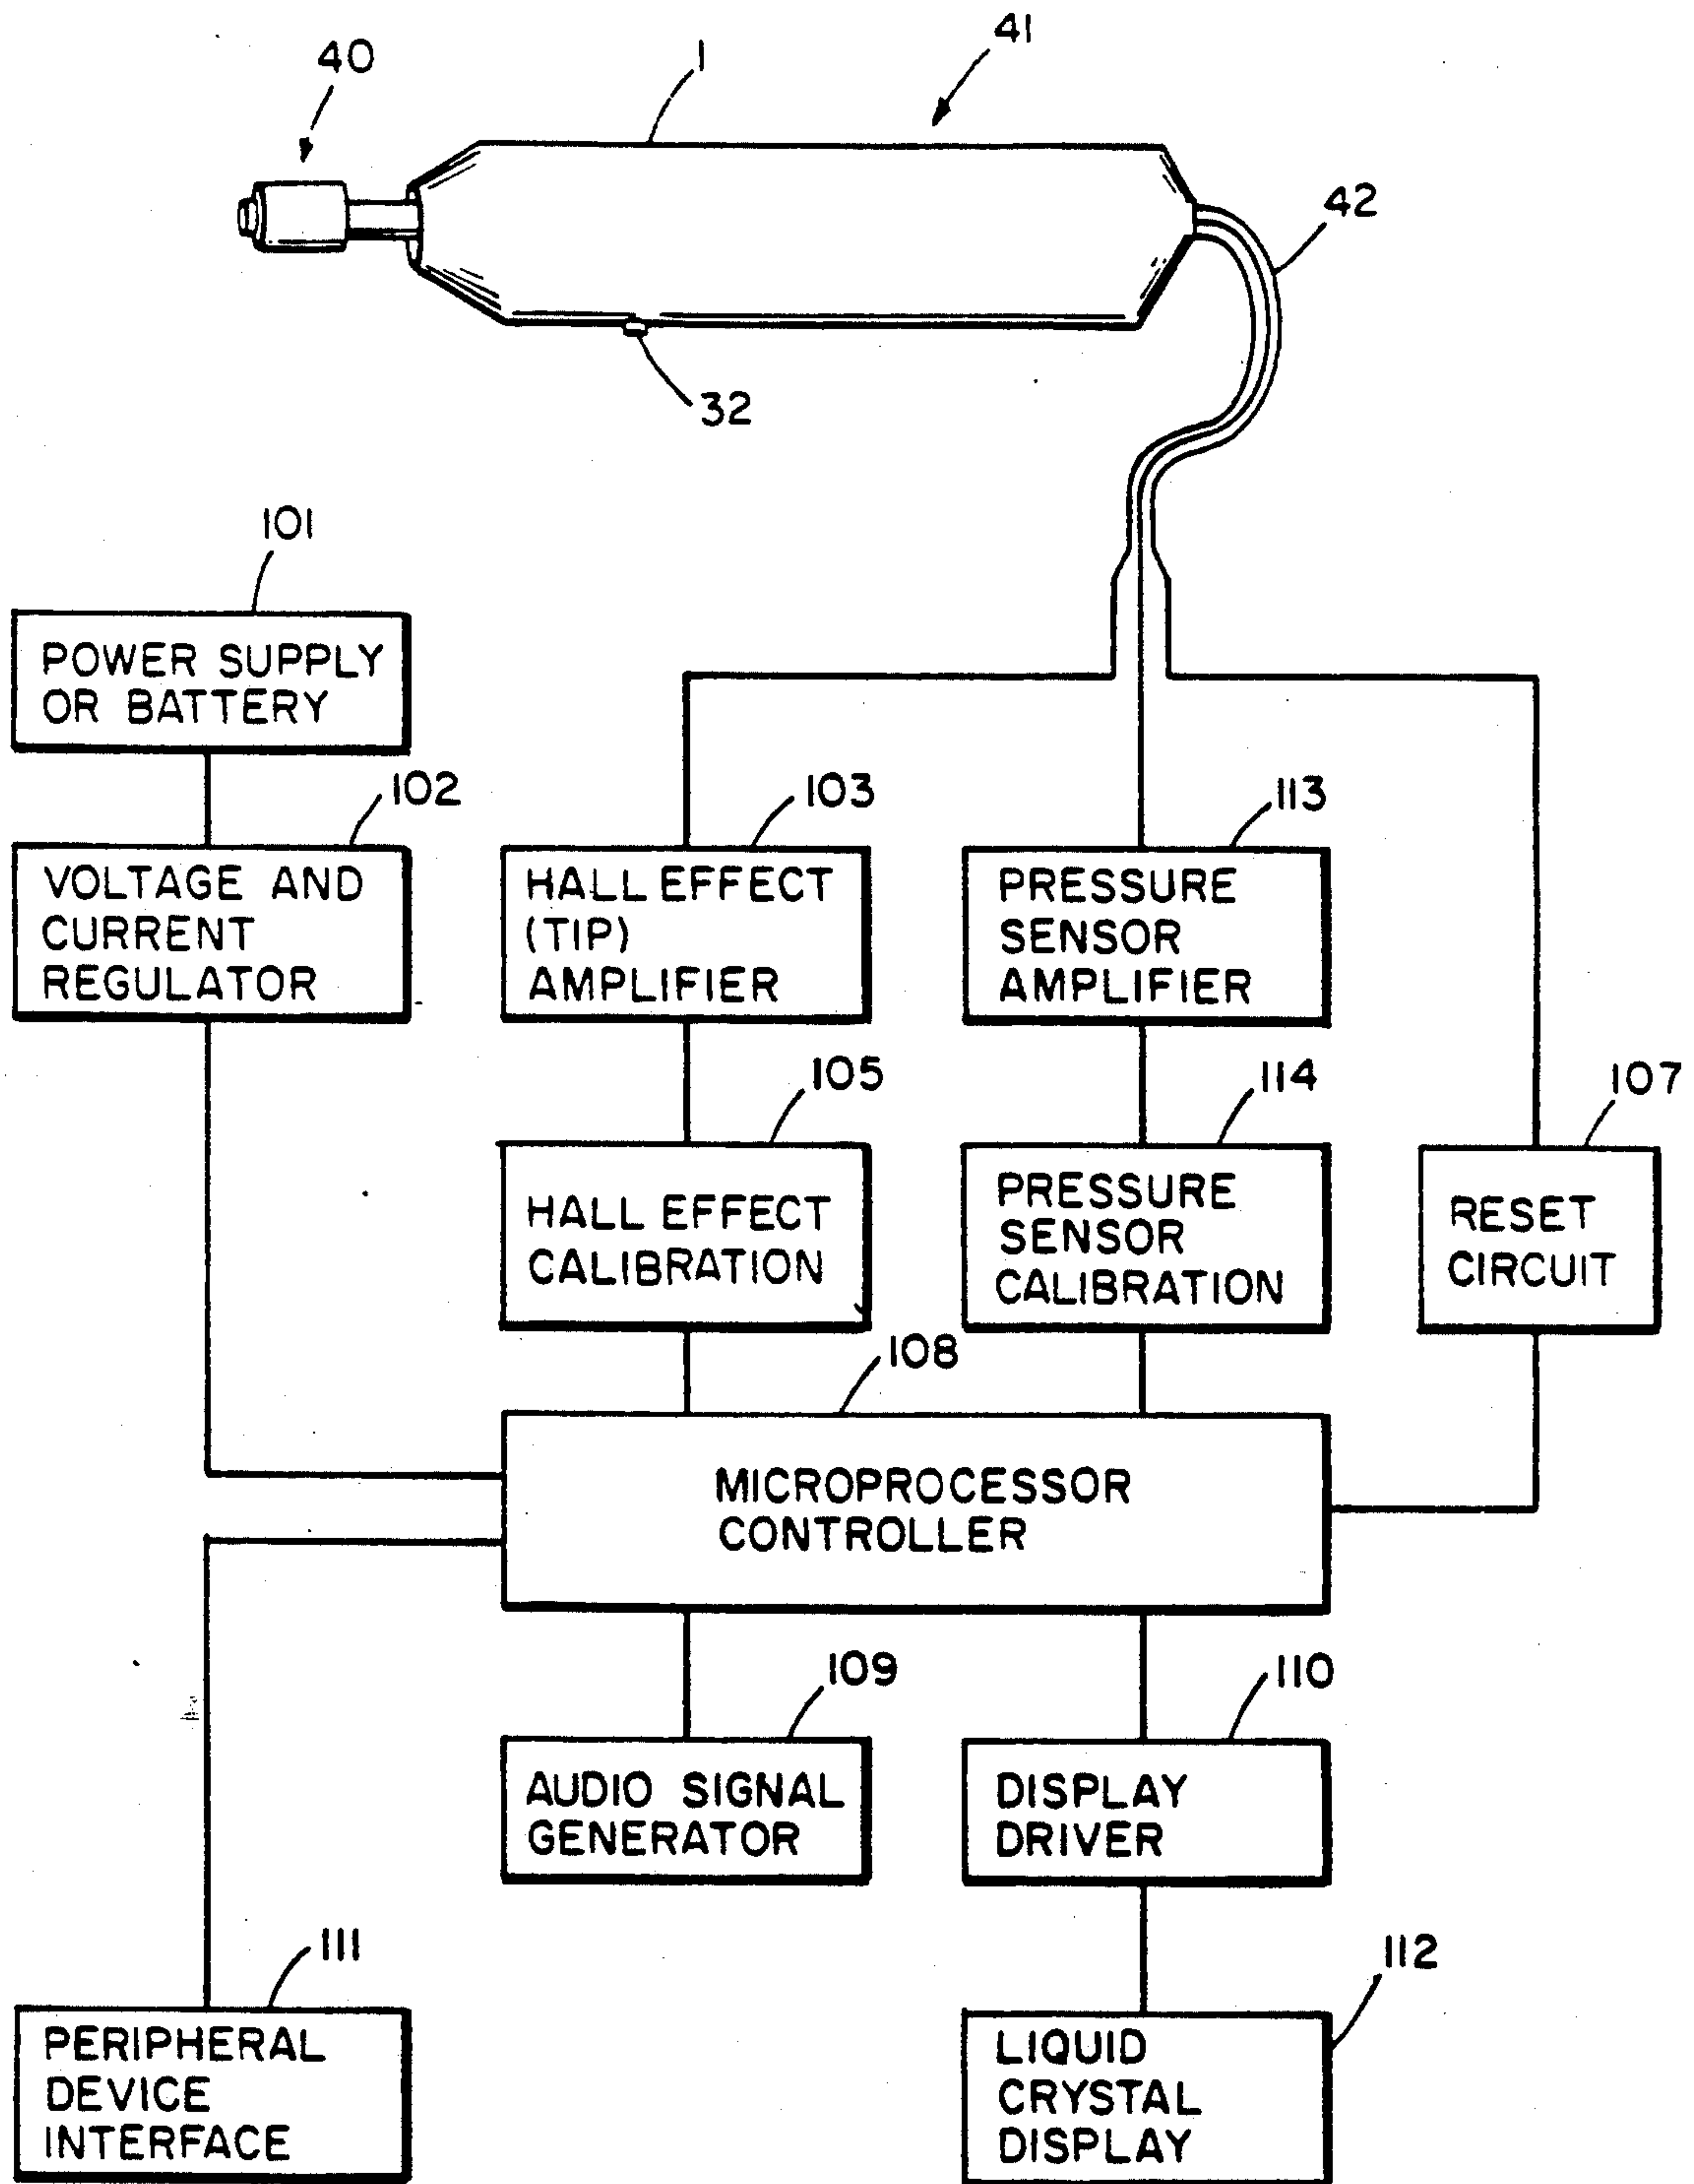 41
40
1
42
32
101
POWER SUPPLY
OR BATTERY
102
VOLTAGE AND
CURRENT
REGULATOR
103
HALL EFFECT
(TIP)
AMPLIFIER
113
PRESSURE
SENSOR
AMPLIFIER
105
HALL EFFECT
CALIBRATION
114
PRESSURE
SENSOR
CALIBRATION
107
RESET
CIRCUIT
108
MICROPROCESSOR
CONTROLLER
109
AUDIO SIGNAL
GENERATOR
110
DISPLAY
DRIVER
111
PERIPHERAL
DEVICE
INTERFACE
112
LIQUID
CRYSTAL
DISPLAY